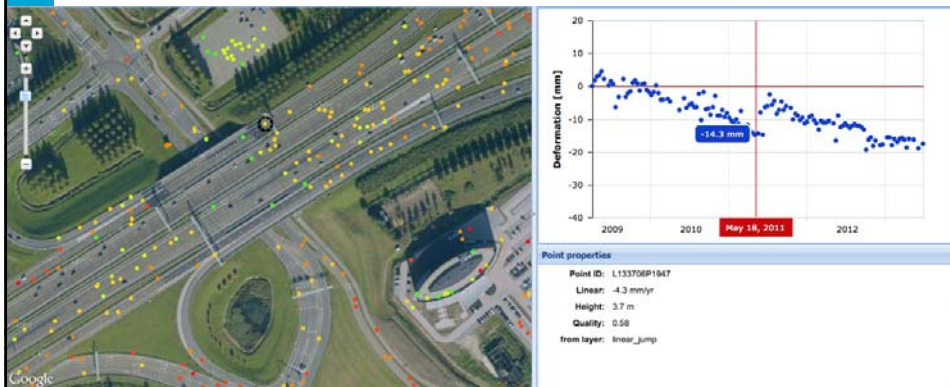 Google
20
10
0
-10
-20
-30
-40
Deformation [mm]
-14.3 mm
2009
2010
May 18, 2011
2012
Point properties
Point ID: L133706P1947
Linear: -4.3 mm/yr
Height: 3.7 m
Quality: 0.58
from layer: linear_jump